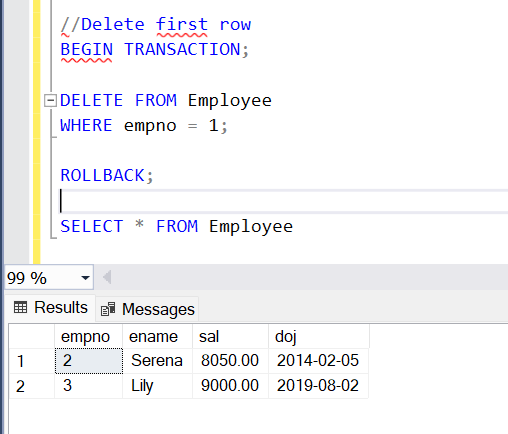 //Delete first row
BEGIN TRANSACTION;
DELETE FROM Employee
WHERE empno = 1;
ROLLBACK;
SELECT * FROM Employee
99 %
Results Messages
empno ename sal doj
1 2 Serena 8050.00 2014-02-05
2 3 Lily 9000.00 2019-08-02